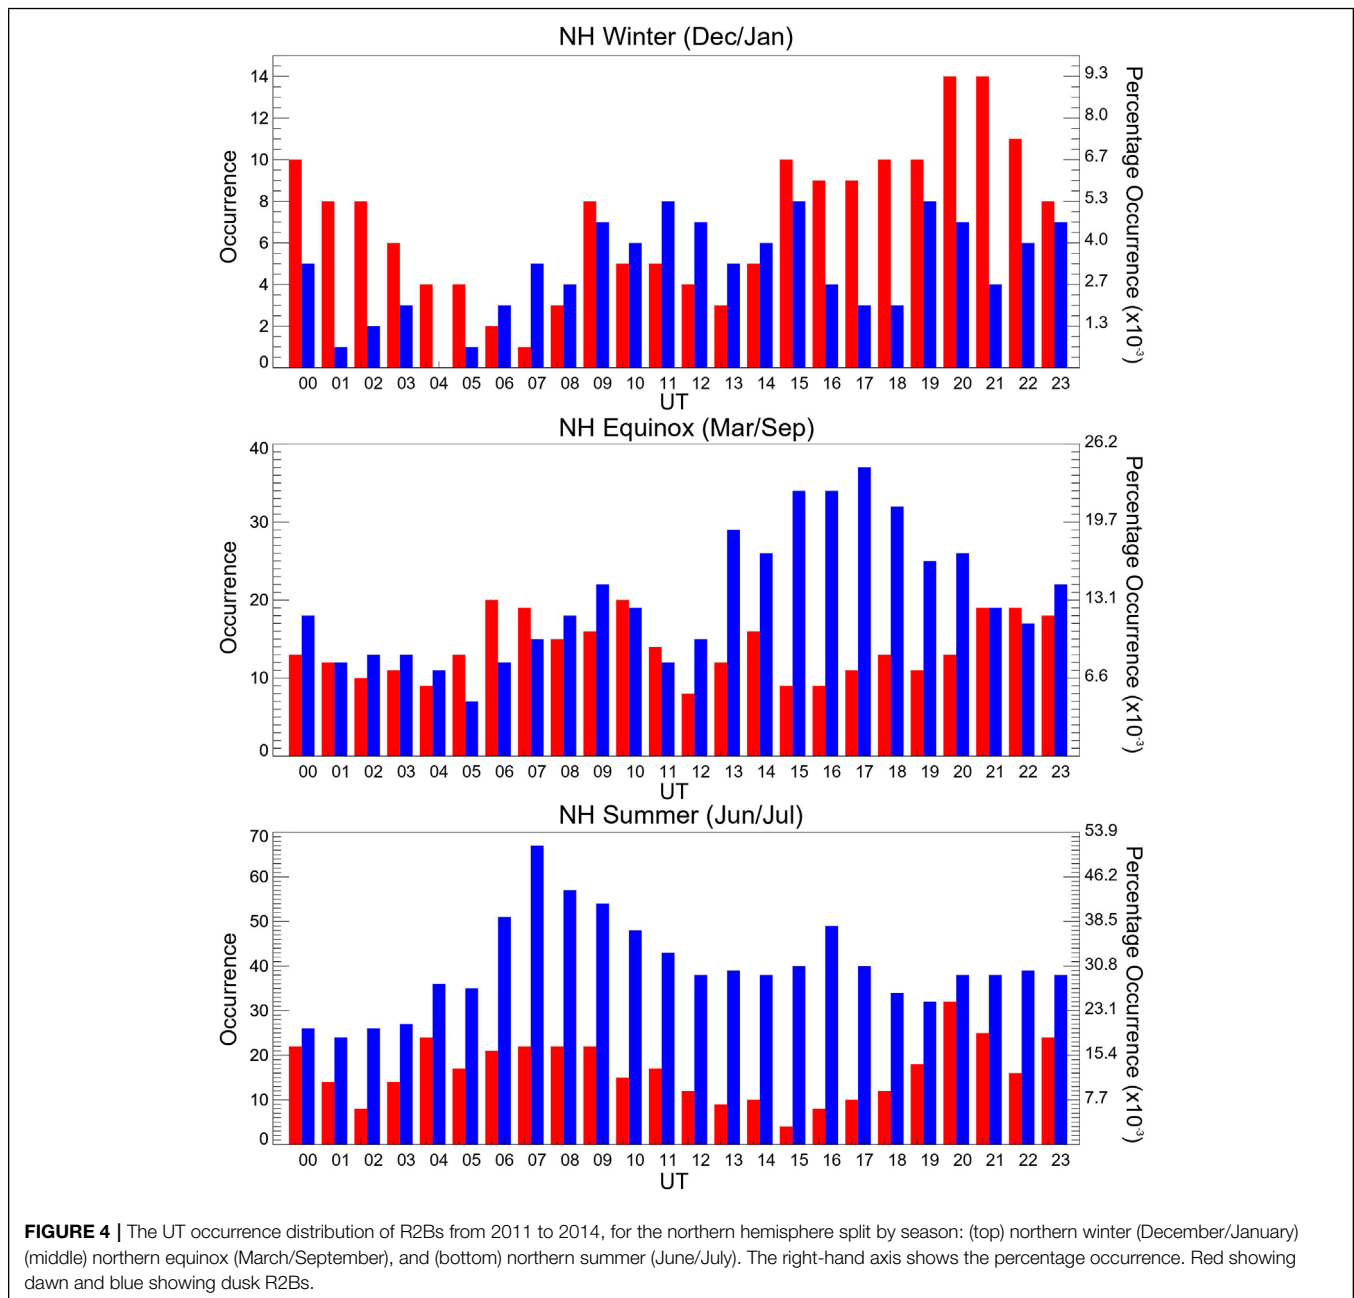 NH Winter (Dec/Jan)
14
12
10
8
6
4
2
0
Occurrence
9.3
8.0
6.7
5.3
4.0
2.7
1.3
Percentage Occurrence (x10-3)
00 01 02 03 04 05 06 07 08 09 10 11 12 13 14 15 16 17 18 19 20 21 22 23
UT
NH Equinox (Mar/Sep)
40
30
20
10
0
Occurrence
26.2
19.7
13.1
6.6
Percentage Occurrence (x10-3)
00 01 02 03 04 05 06 07 08 09 10 11 12 13 14 15 16 17 18 19 20 21 22 23
UT
NH Summer (Jun/Jul)
70
60
50
40
30
20
10
0
Occurrence
53.9
46.2
38.5
30.8
23.1
15.4
7.7
Percentage Occurrence (x10-3)
00 01 02 03 04 05 06 07 08 09 10 11 12 13 14 15 16 17 18 19 20 21 22 23
UT
FIGURE 4 | The UT occurrence distribution of R2Bs from 2011 to 2014, for the northern hemisphere split by season: (top) northern winter (December/January)
(middle) northern equinox (March/September), and (bottom) northern summer (June/July). The right-hand axis shows the percentage occurrence. Red showing
dawn and blue showing dusk R2Bs.